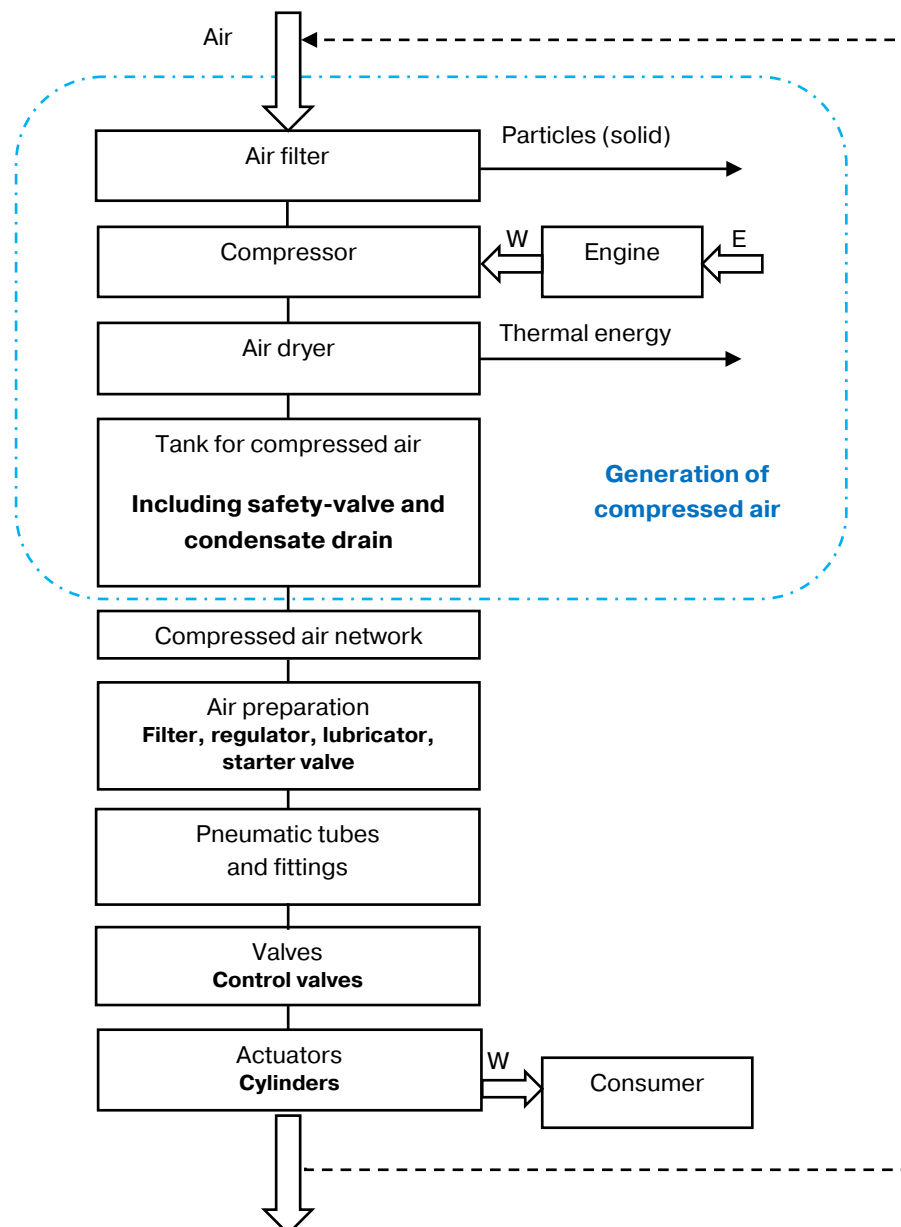 Air
Air filter
Particles (solid)
Compressor
W
Engine
E
Air dryer
Thermal energy
Tank for compressed air
Including safety-valve and
condensate drain
Generation of
compressed air
Compressed air network
Air preparation
Filter, regulator, lubricator,
starter valve
Pneumatic tubes
and fittings
Valves
Control valves
Actuators
Cylinders
W
Consumer